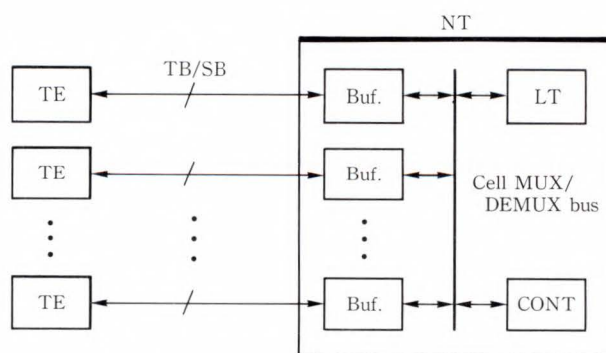 NT
TB/SB
TE
Buf.
LT
TE
Buf.
Cell MUX/
DEMUX bus
TE
Buf.
CONT